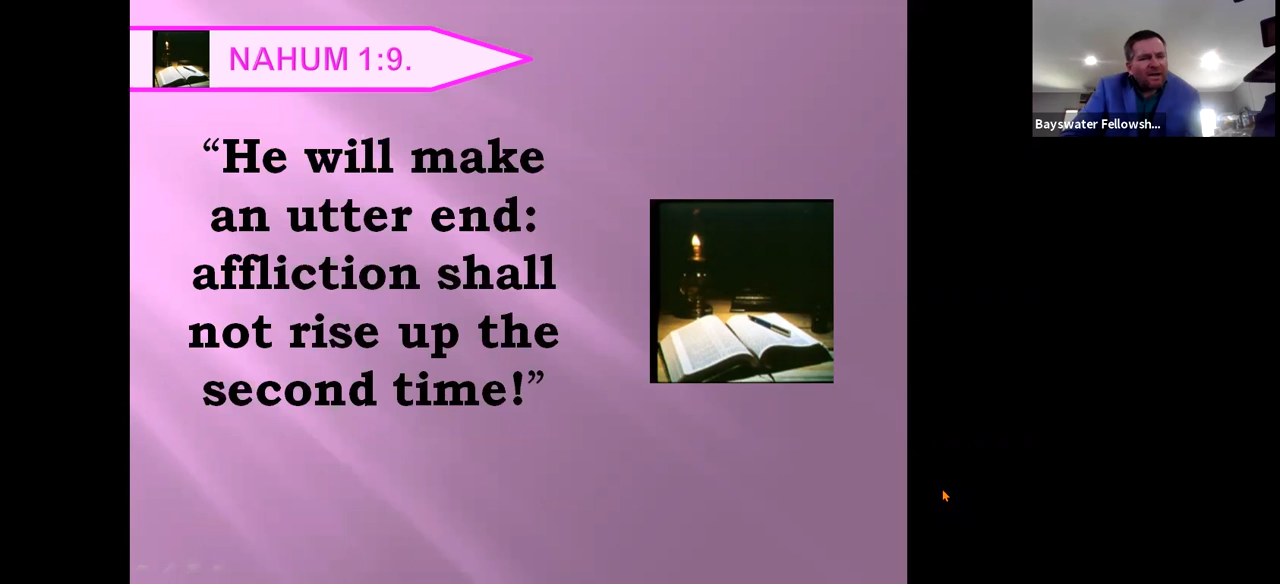 NAHUM 1:9.
“He will make
an utter end:
affliction shall
not rise up the
second time!”
Bayswater Fellowsh...